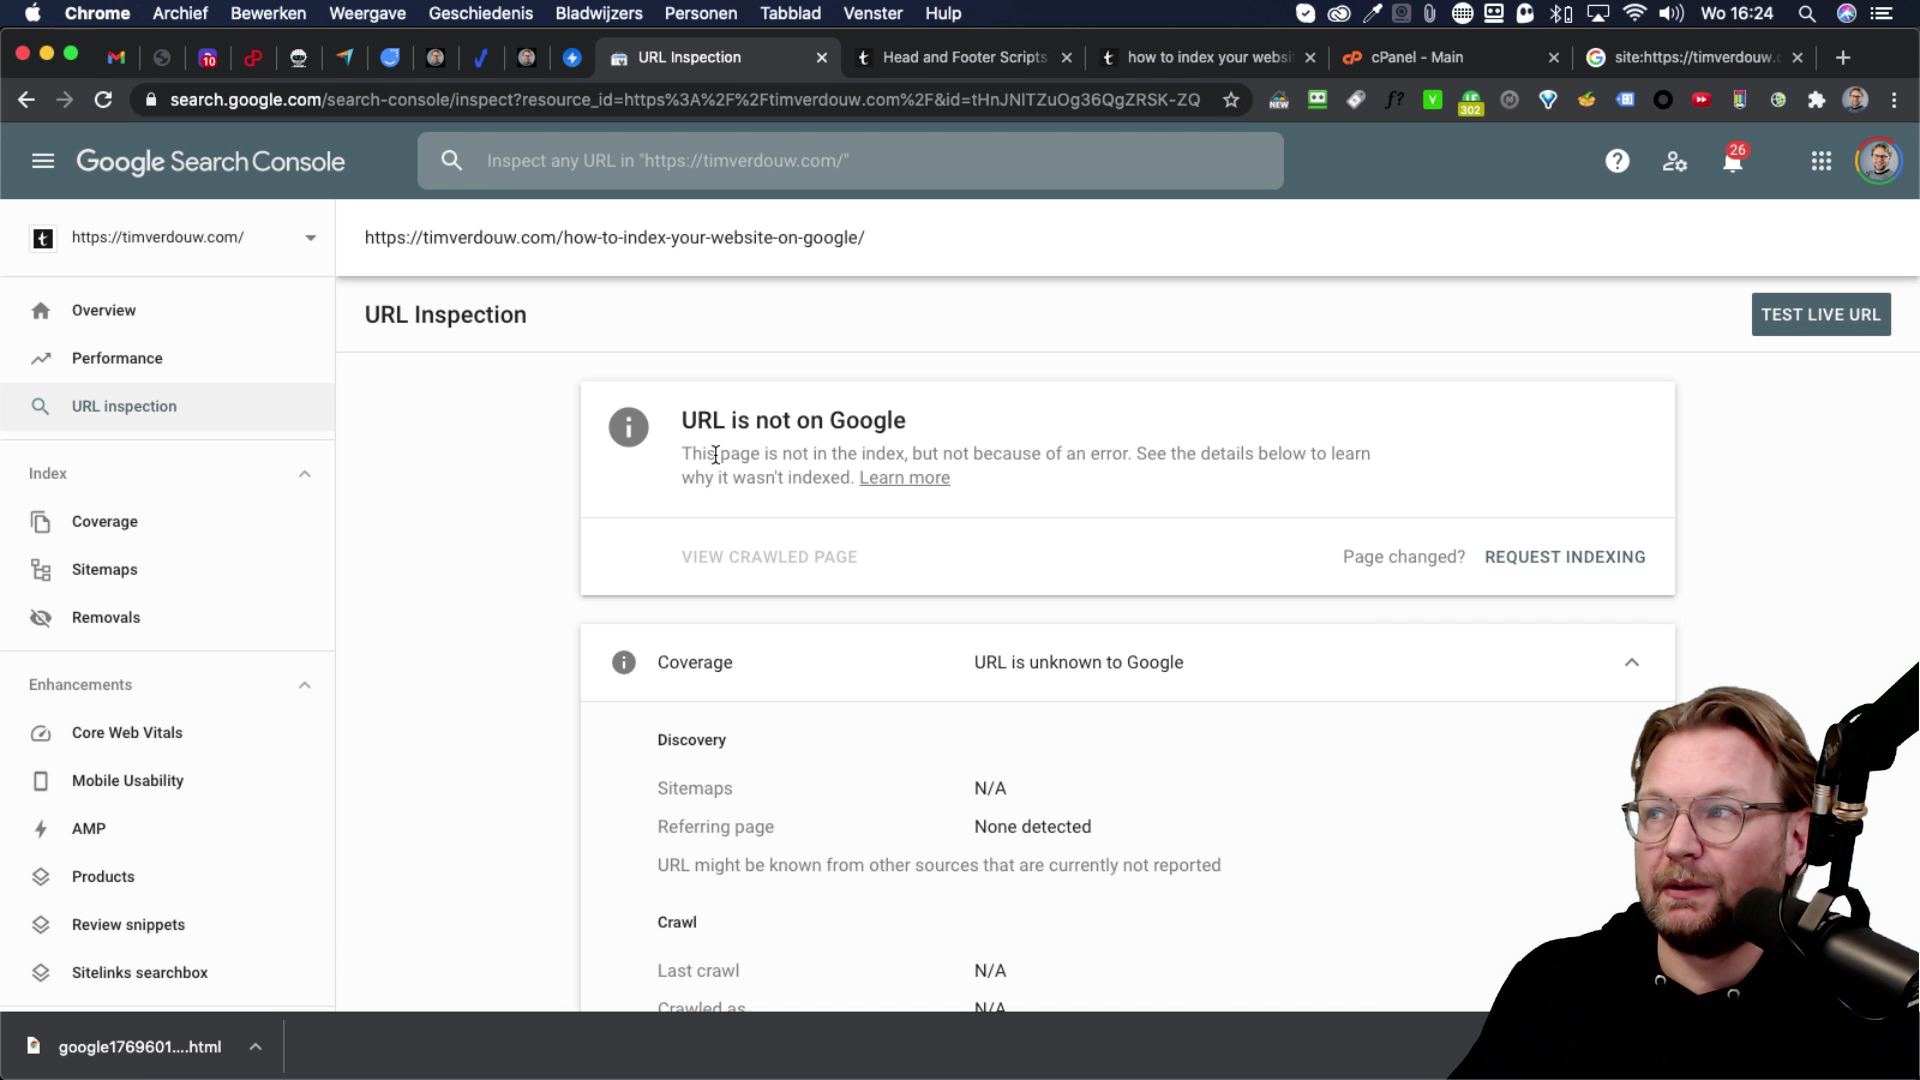 Chrome Archief Bewerken Weergave Geschiedenis Bladwijzers Personen Tabblad Venster Hulp Wo 16:24
10 URL Inspection Head and Footer Scripts how to index your websi cPanel - Main site:https://timverdouw.c
search.google.com/search-console/inspect?resource_id=https%3A%2F%2Ftimverdouw.com%2F&id=tHnJNlTZuOg36QgZRSK-ZQ NEW f? V 302
Google Search Console Inspect any URL in "https://timverdouw.com/" 26
t https://timverdouw.com/ https://timverdouw.com/how-to-index-your-website-on-google/
Overview
Performance
URL inspection
Index
Coverage
Sitemaps
Removals
Enhancements
Core Web Vitals
Mobile Usability
AMP
Products
Review snippets
Sitelinks searchbox
URL Inspection TEST LIVE URL
URL is not on Google
This page is not in the index, but not because of an error. See the details below to learn
why it wasn't indexed. Learn more
VIEW CRAWLED PAGE Page changed? REQUEST INDEXING
Coverage URL is unknown to Google
Discovery
Sitemaps N/A
Referring page None detected
URL might be known from other sources that are currently not reported
Crawl
Last crawl N/A
Crawled as N/A
google1769601....html